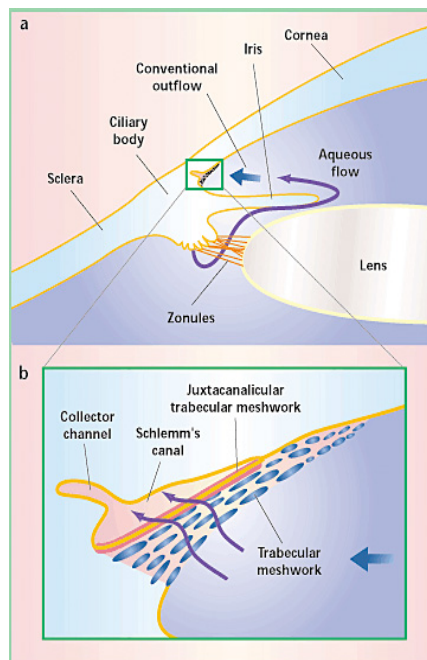 a
Cornea
Iris
Conventional
outflow
Ciliary
body
Aqueous
flow
Sclera
Lens
Zonules
b
Juxtacanalicular
trabecular meshwork
Collector
channel
Schlemm's
canal
Trabecular
meshwork